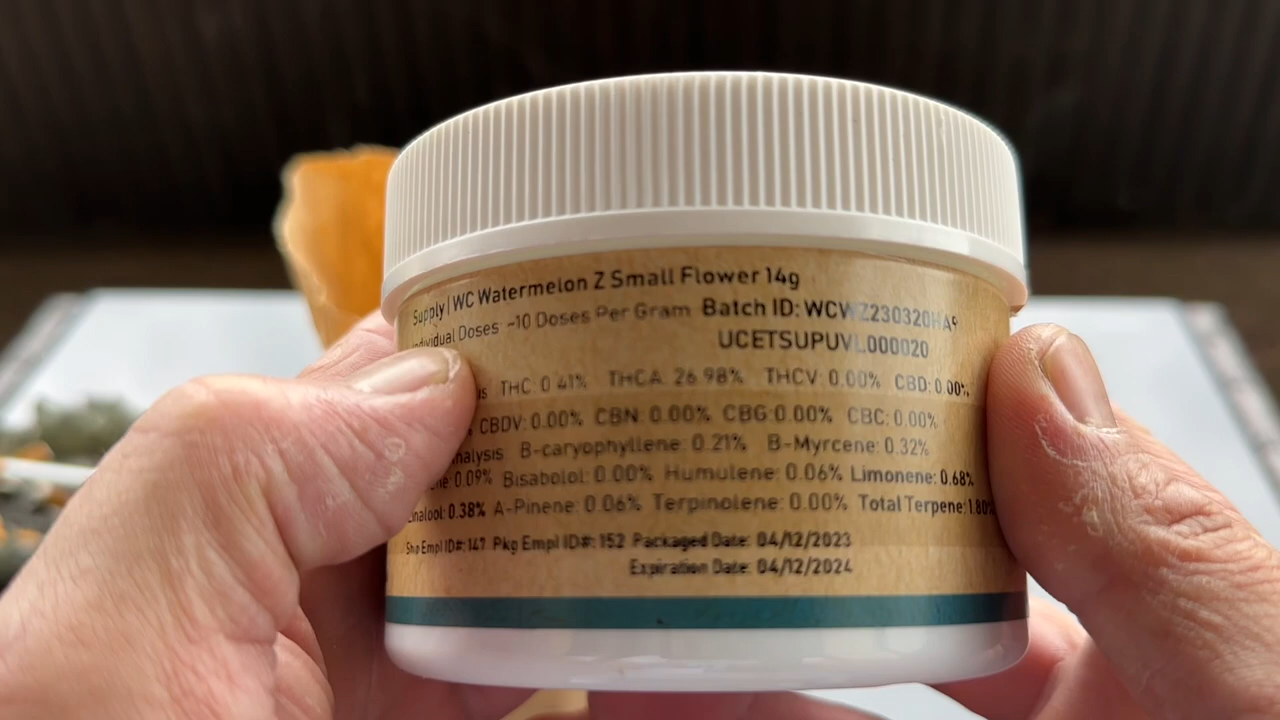 Supply | WC Watermelon Z Small Flower 14g
Individual Doses ~10 Doses Per Gram Batch ID: WCWZ230320HA9
UCETSUPUVL000020
THC: 0.41% THCA: 26.98% THCV: 0.00% CBD: 0.00%
CBDV: 0.00% CBN: 0.00% CBG: 0.00% CBC: 0.00%
B-caryophyllene: 0.21% B-Myrcene: 0.32%
0.09% Bisabolol: 0.00% Humulene: 0.06% Limonene: 0.68%
Linalool: 0.38% A-Pinene: 0.06% Terpinolene: 0.00% Total Terpene: 1.80%
Empl ID#: 147 Pkg Empl ID#: 152 Packaged Date: 04/12/2023
Expiration Date: 04/12/2024